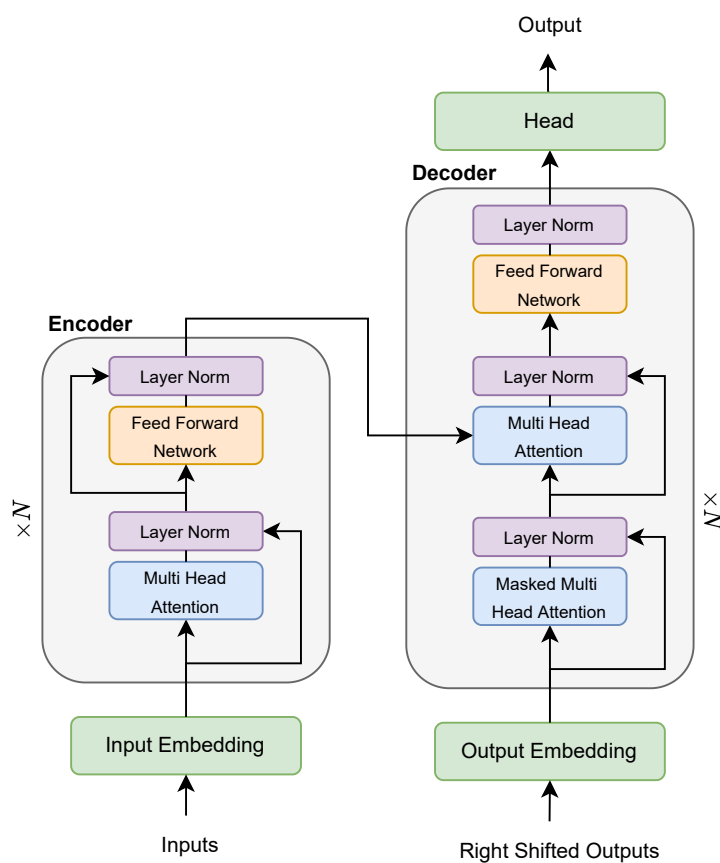 Output
Head
Decoder
Layer Norm
Feed Forward
Network
Encoder
Layer Norm
Layer Norm
Feed Forward
Network
Multi Head
Attention
×N
×N
Layer Norm
Layer Norm
Multi Head
Attention
Masked Multi
Head Attention
Input Embedding
Output Embedding
Inputs
Right Shifted Outputs